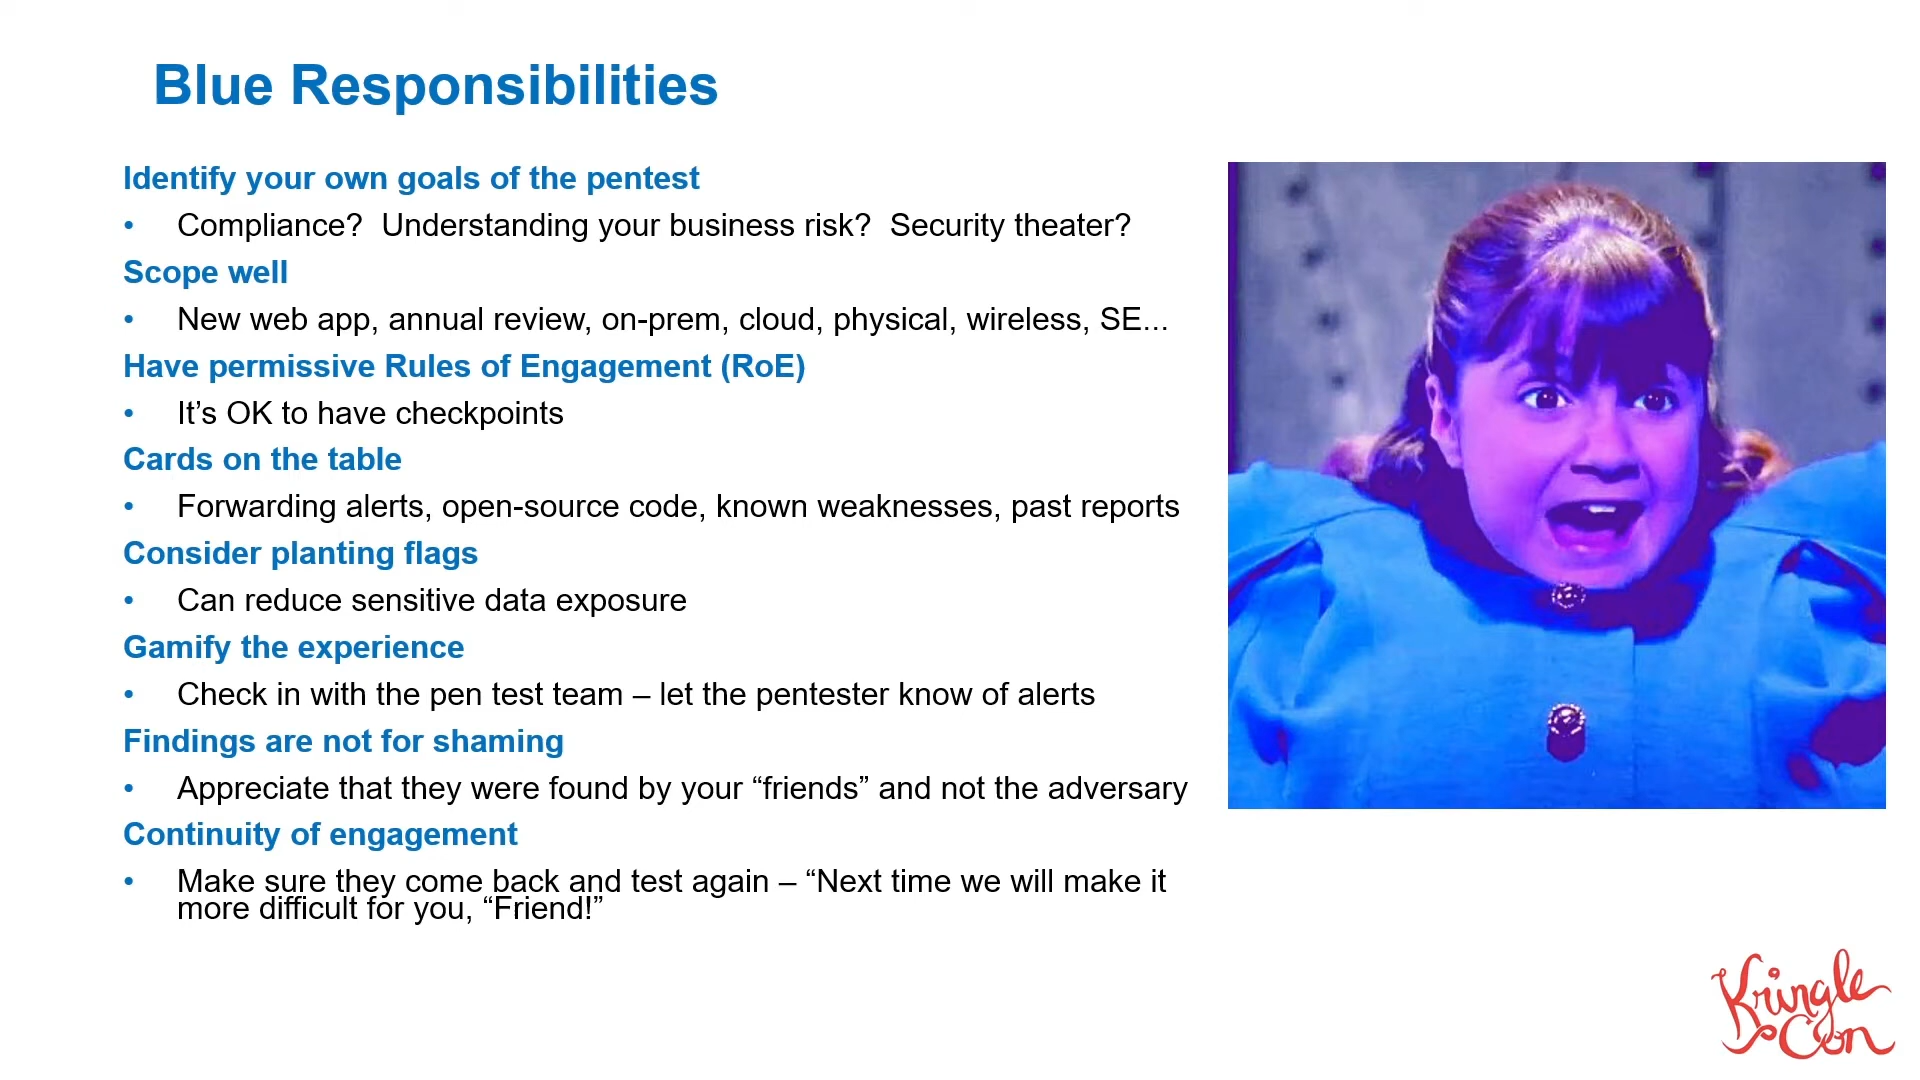 Blue Responsibilities
Identify your own goals of the pentest
• Compliance?  Understanding your business risk?  Security theater?
Scope well
• New web app, annual review, on-prem, cloud, physical, wireless, SE...
Have permissive Rules of Engagement (RoE)
• It’s OK to have checkpoints
Cards on the table
• Forwarding alerts, open-source code, known weaknesses, past reports
Consider planting flags
• Can reduce sensitive data exposure
Gamify the experience
• Check in with the pen test team – let the pentester know of alerts
Findings are not for shaming
• Appreciate that they were found by your “friends” and not the adversary
Continuity of engagement
• Make sure they come back and test again – “Next time we will make it
more difficult for you, “Friend!”
Kringle
Con